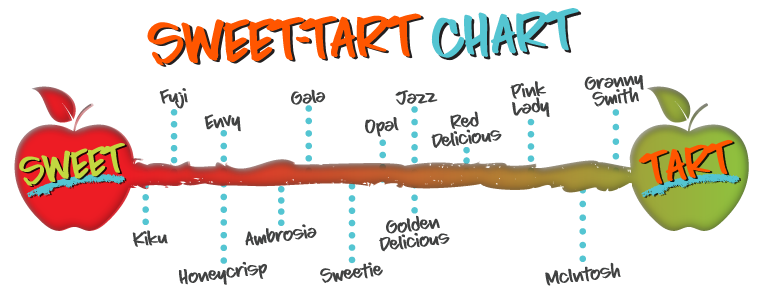 SWEET-TART CHART
Fuji
Envy
Gala
Opal
Jazz
Red
Delicious
Pink
Lady
Granny
Smith
SWEET
TART
Kiku
Honeycrisp
Ambrosia
Sweetie
Golden
Delicious
McIntosh